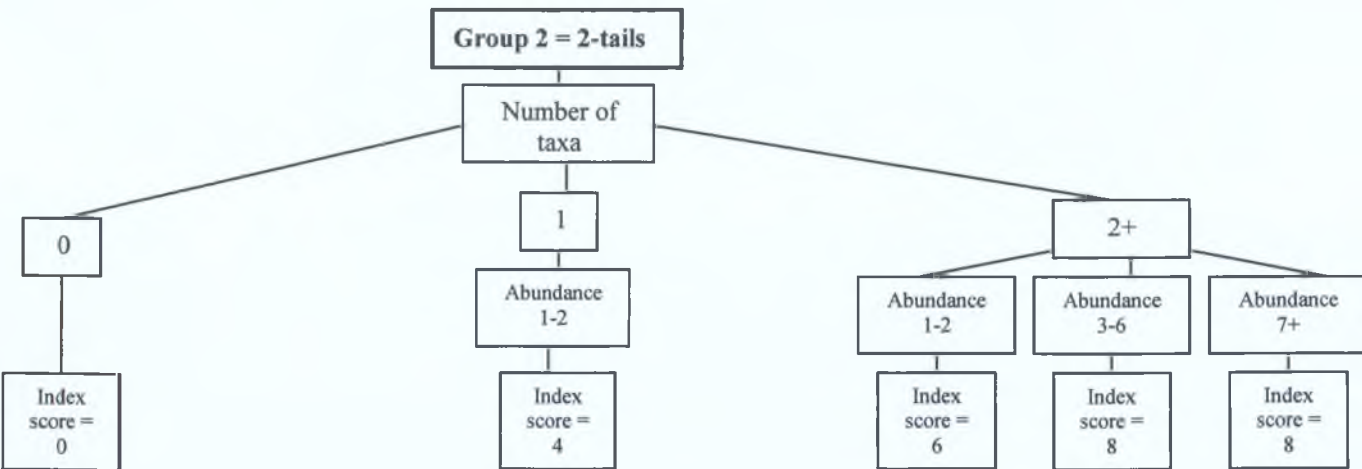 Group 2 = 2-tails
Number of
taxa
0
1
2+
Abundance
1-2
Abundance
1-2
Abundance
3-6
Abundance
7+
Index
score =
0
Index
score =
4
Index
score =
6
Index
score =
8
Index
score =
8